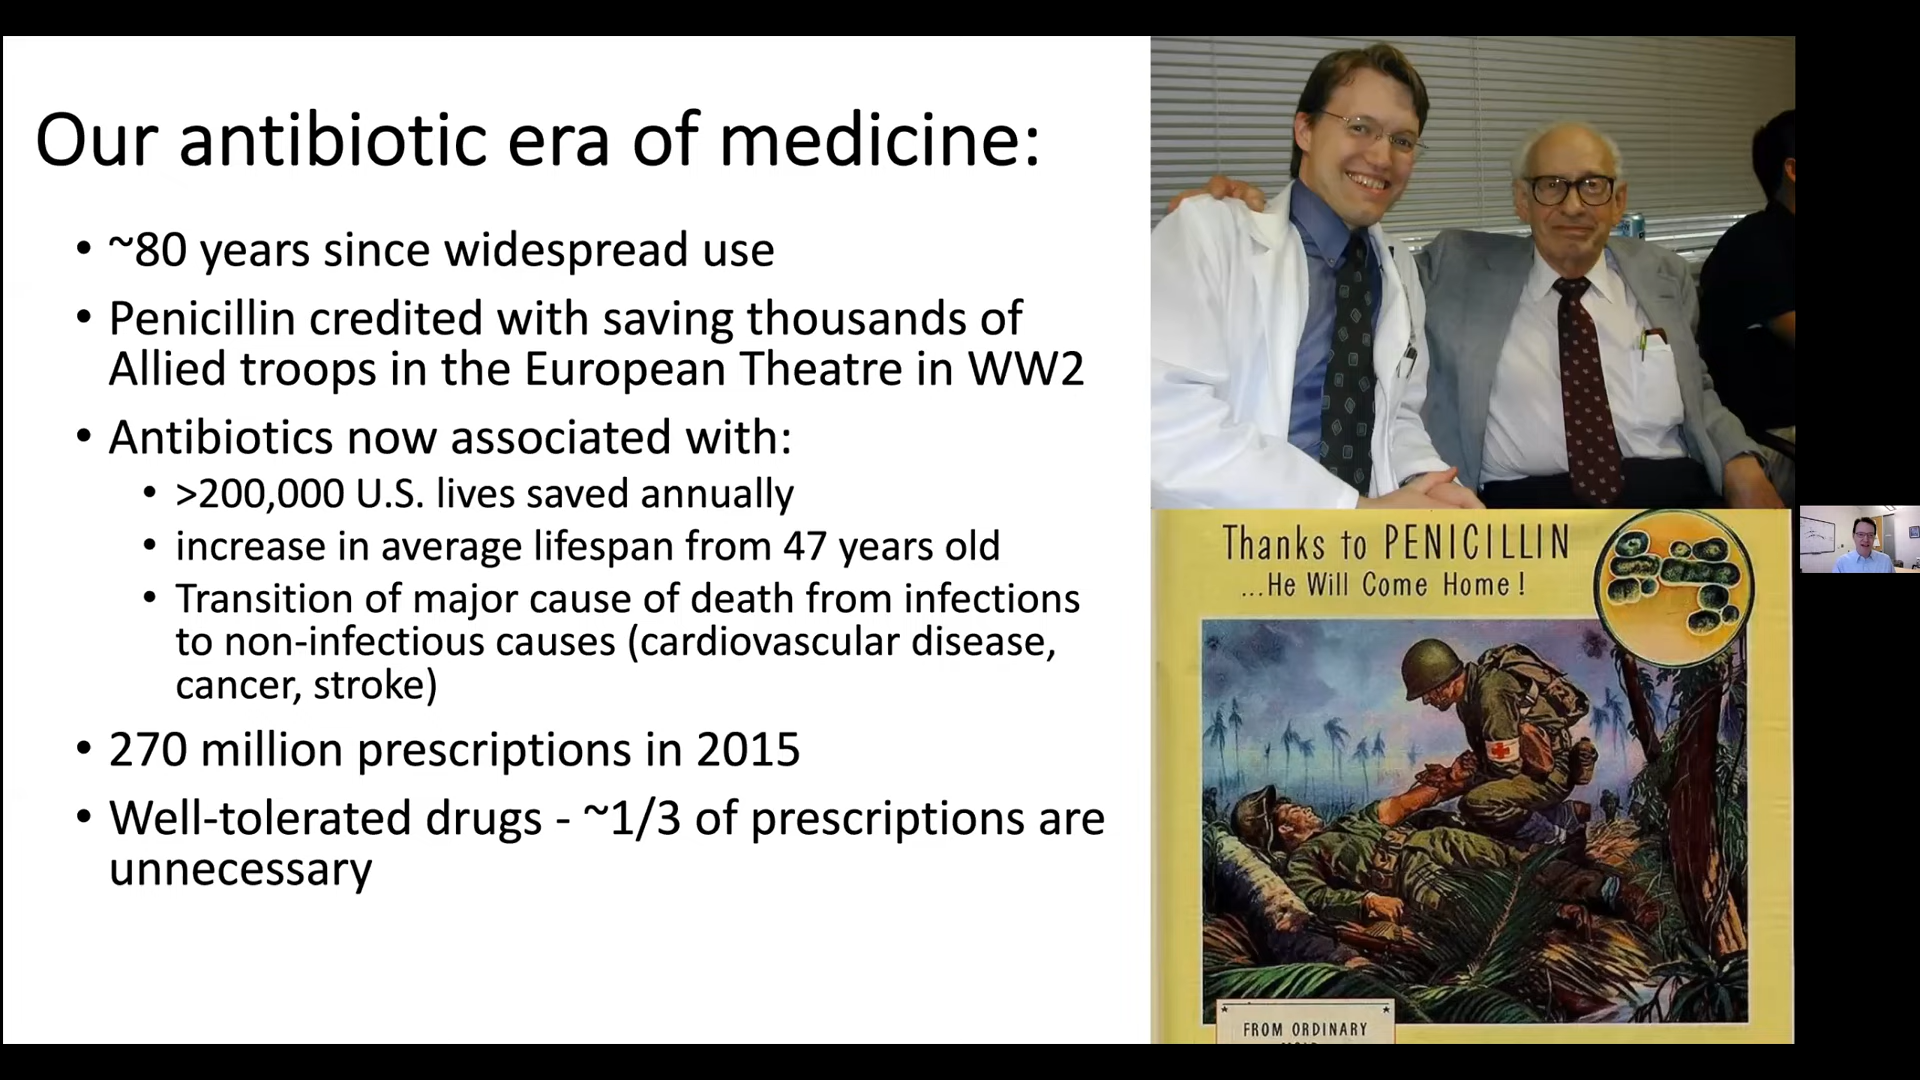 Our antibiotic era of medicine:
• ~80 years since widespread use
• Penicillin credited with saving thousands of
Allied troops in the European Theatre in WW2
• Antibiotics now associated with:
• >200,000 U.S. lives saved annually
• increase in average lifespan from 47 years old
• Transition of major cause of death from infections
to non-infectious causes (cardiovascular disease,
cancer, stroke)
• 270 million prescriptions in 2015
• Well-tolerated drugs - ~1/3 of prescriptions are
unnecessary
Thanks to PENICILLIN
...He Will Come Home!
FROM ORDINARY